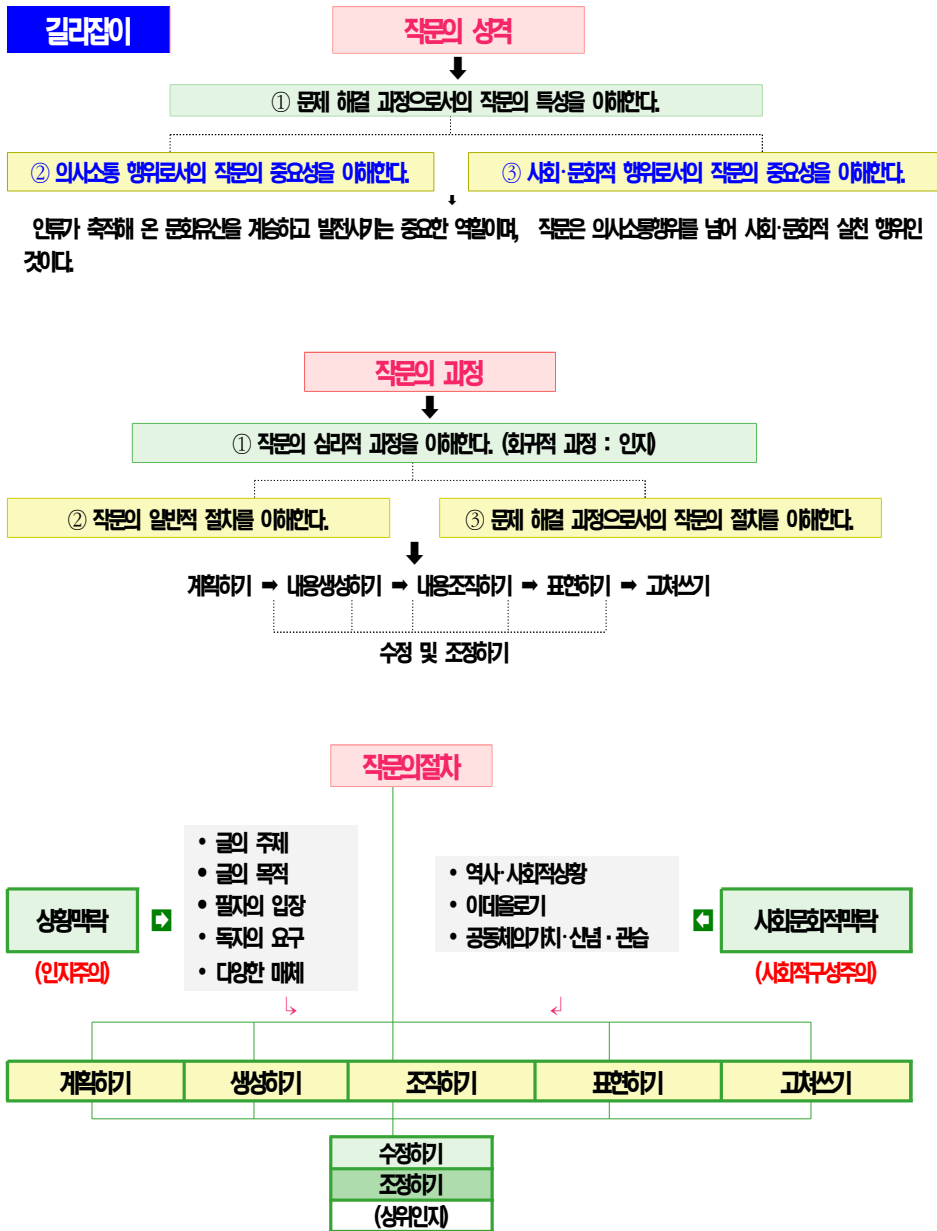 길라잡이
작문의 성격
① 문제 해결 과정으로서의 작문의 특성을 이해한다.
② 의사소통 행위로서의 작문의 중요성을 이해한다.
③ 사회·문화적 행위로서의 작문의 중요성을 이해한다.
인류가 축적해 온 문화유산을 계승하고 발전시키는 중요한 역할이며, 작문은 의사소통행위를 넘어 사회·문화적 실천 행위인
것이다.
작문의 과정
① 작문의 심리적 과정을 이해한다. (회귀적 과정 : 인지)
② 작문의 일반적 절차를 이해한다.
③ 문제 해결 과정으로서의 작문의 절차를 이해한다.
계획하기 ➡ 내용생성하기 ➡ 내용조직하기 ➡ 표현하기 ➡ 고쳐쓰기
수정 및 조정하기
작문의절차
• 글의 주제
• 글의 목적
• 필자의 입장
• 독자의 요구
• 다양한 매체
• 역사·사회적상황
• 이데올로기
• 공동체의가치·신념·관습
상황맥락
(인지주의)
사회문화적맥락
(사회적구성주의)
계획하기 생성하기 조직하기 표현하기 고쳐쓰기
수정하기
조정하기
(상위인지)